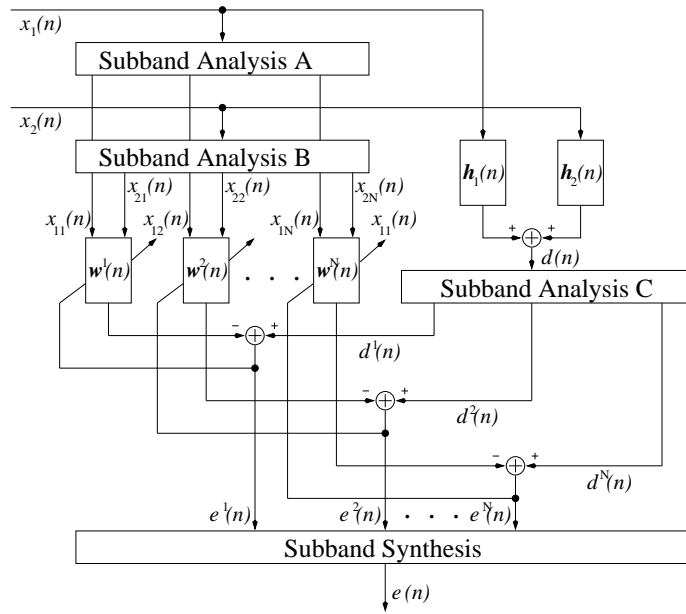 x₁(n)
Subband Analysis A
x₂(n)
Subband Analysis B
h₁(n)
h₂(n)
x₂₁(n)
x₂₂(n)
x₂N(n)
x₁₁(n)
x₁₂(n)
x₁N(n)
x₁₁(n)
+
+
w¹(n)
w²(n)
. . .
wᴺ(n)
d(n)
Subband Analysis C
−
+
d¹(n)
−
+
d²(n)
−
+
dᴺ(n)
e¹(n)
e²(n)
. . .
eᴺ(n)
Subband Synthesis
e(n)